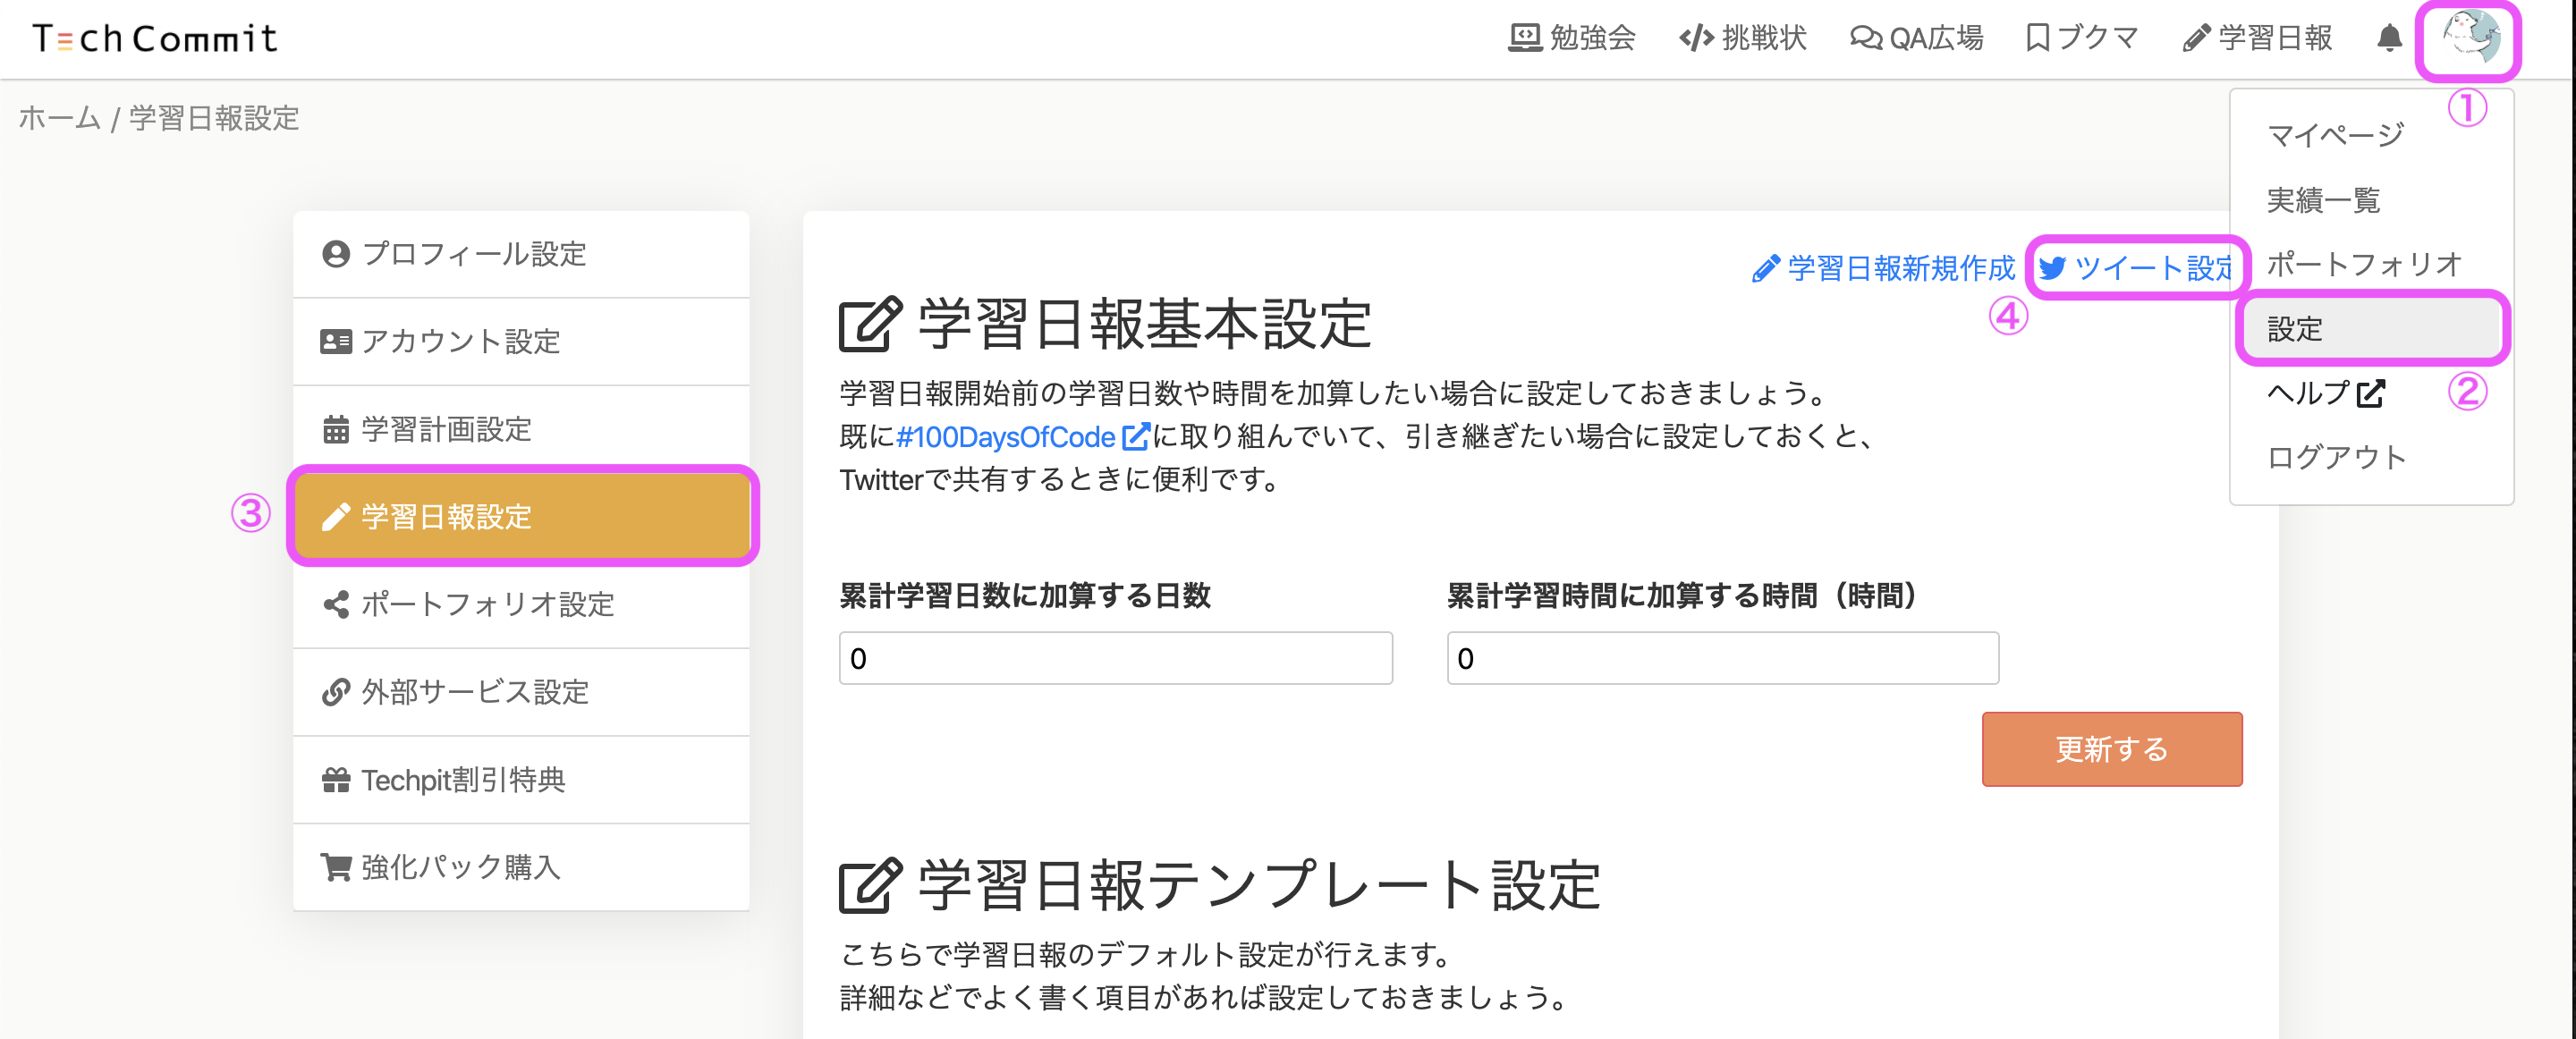 Tech Commit
勉強会
挑戦状
QA広場
ブクマ
学習日報
①
ホーム / 学習日報設定
マイページ
実績一覧
ポートフォリオ
設定
②
ヘルプ
ログアウト
プロフィール設定
アカウント設定
学習計画設定
③
学習日報設定
ポートフォリオ設定
外部サービス設定
Techpit割引特典
強化パック購入
学習日報新規作成
ツイート設定
④
学習日報基本設定
学習日報開始前の学習日数や時間を加算したい場合に設定しておきましょう。
既に#100DaysOfCodeに取り組んでいて、引き継ぎたい場合に設定しておくと、
Twitterで共有するときに便利です。
累計学習日数に加算する日数
累計学習時間に加算する時間（時間）
0
0
更新する
学習日報テンプレート設定
こちらで学習日報のデフォルト設定が行えます。
詳細などでよく書く項目があれば設定しておきましょう。